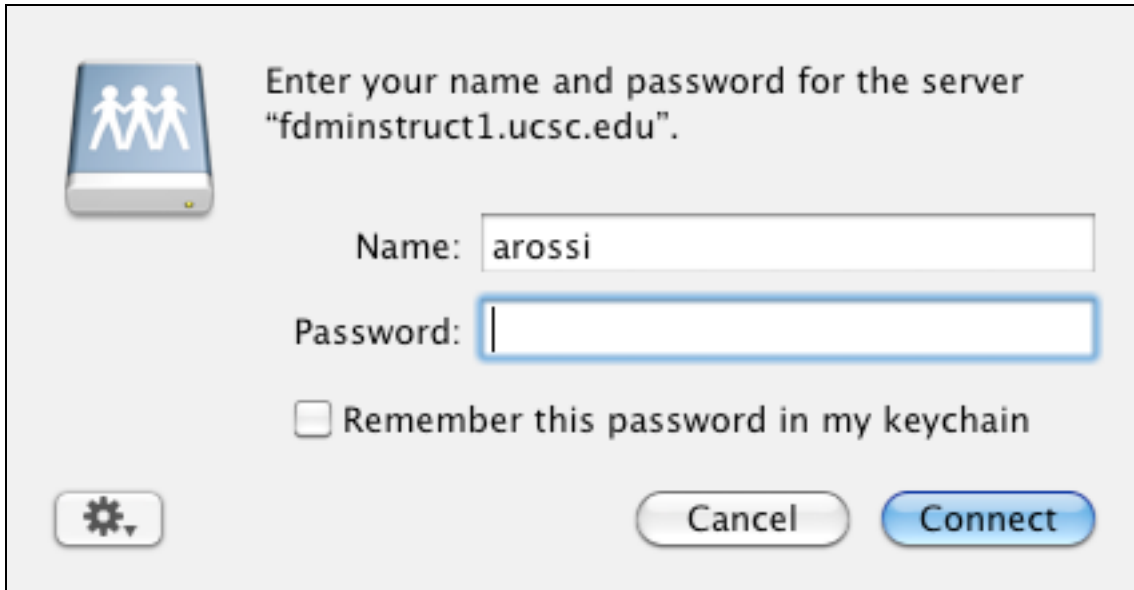 Enter your name and password for the server
“fdminstruct1.ucsc.edu”.
Name: arossi
Password:
Remember this password in my keychain
Cancel Connect